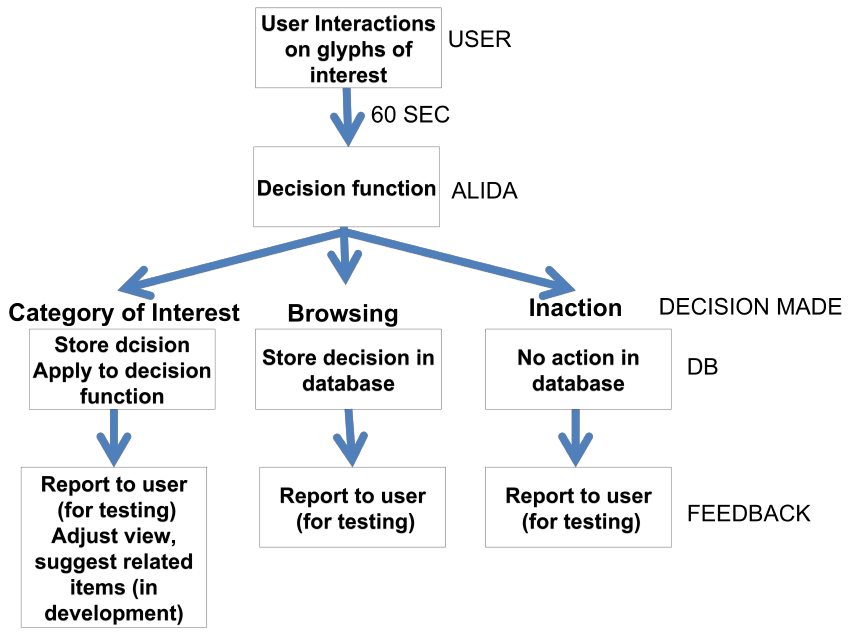 User Interactions
on glyphs of
interest
USER
60 SEC
Decision function
ALIDA
Category of Interest
Browsing
Inaction
DECISION MADE
Store dcision
Apply to decision
function
Store decision in
database
No action in
database
DB
Report to user
(for testing)
Adjust view,
suggest related
items (in
development)
Report to user
(for testing)
Report to user
(for testing)
FEEDBACK